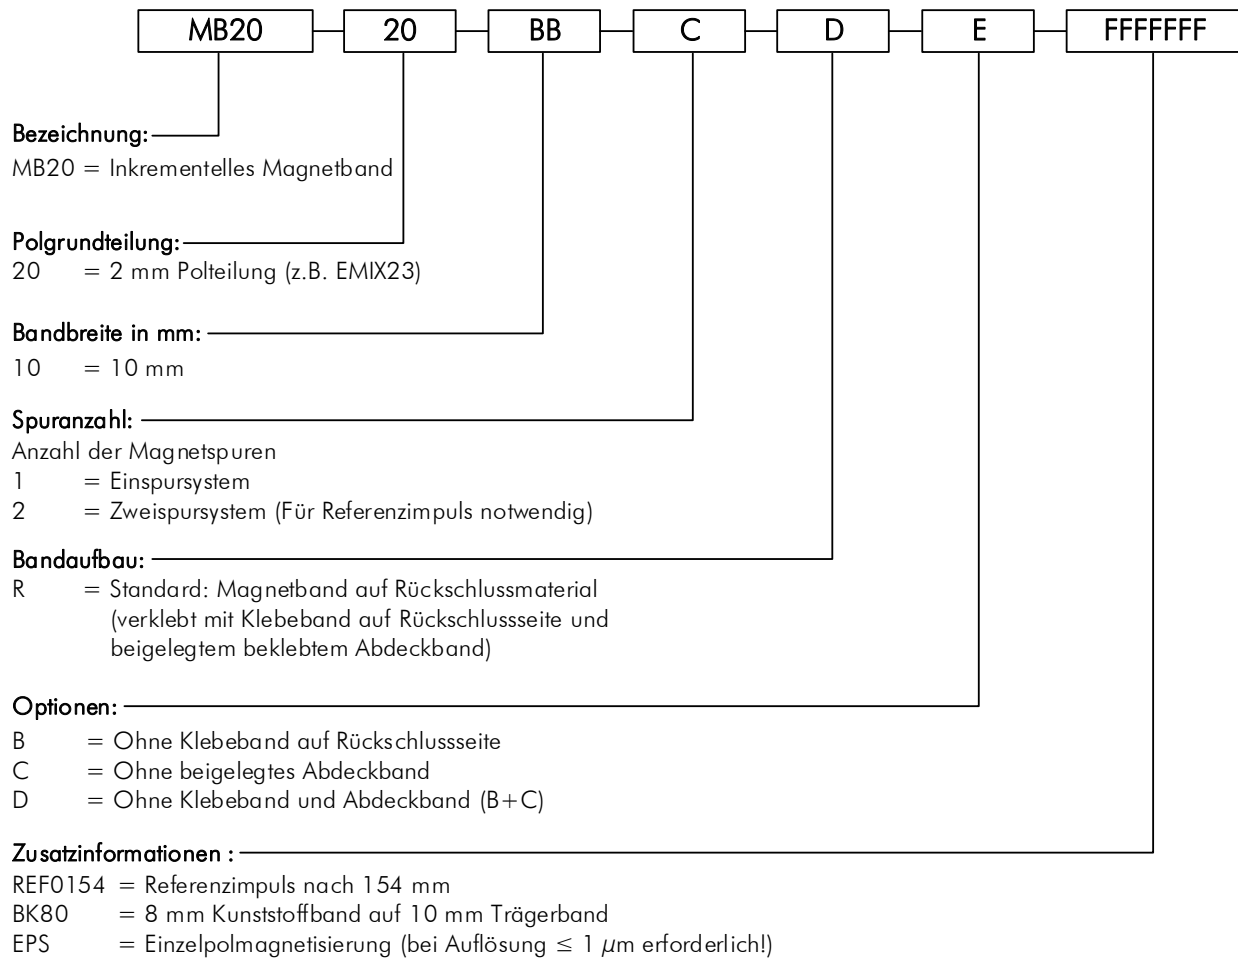 MB20 20 BB C D E FFFFFFF
Bezeichnung:
MB20 = Inkrementelles Magnetband
Polgrundteilung:
20 = 2 mm Polteilung (z.B. EMIX23)
Bandbreite in mm:
10 = 10 mm
Spuranzahl:
Anzahl der Magnetspuren
1 = Einspursystem
2 = Zweispursystem (Für Referenzimpuls notwendig)
Bandaufbau:
R = Standard: Magnetband auf Rückschlussmaterial
(verklebt mit Klebeband auf Rückschlussseite und
beigelegtem beklebtem Abdeckband)
Optionen:
B = Ohne Klebeband auf Rückschlussseite
C = Ohne beigelegtes Abdeckband
D = Ohne Klebeband und Abdeckband (B+C)
Zusatzinformationen :
REF0154 = Referenzimpuls nach 154 mm
BK80 = 8 mm Kunststoffband auf 10 mm Trägerband
EPS = Einzelpolmagnetisierung (bei Auflösung ≤ 1 µm erforderlich!)